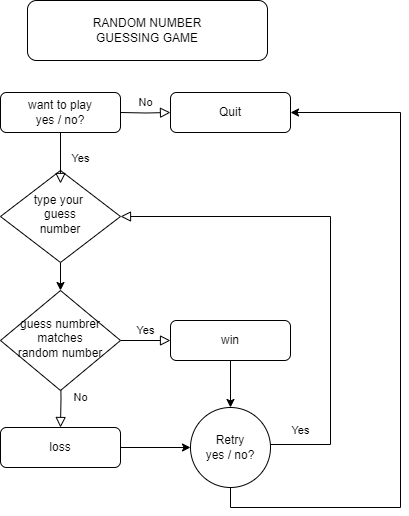 RANDOM NUMBER
GUESSING GAME
want to play
yes / no?
No
Quit
Yes
type your
guess
number
guess numbrer
matches
random number
Yes
win
No
loss
Retry
yes / no?
Yes